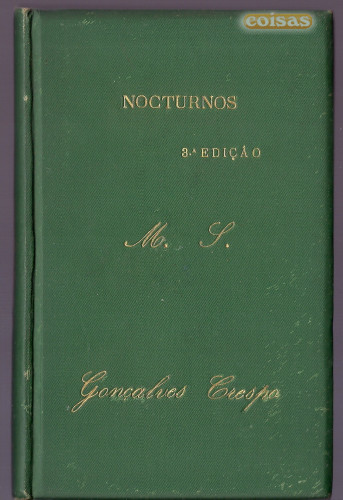 coisas
NOCTURNOS
3.ª EDIÇÃO
M. S.
Gonçalves Crespo